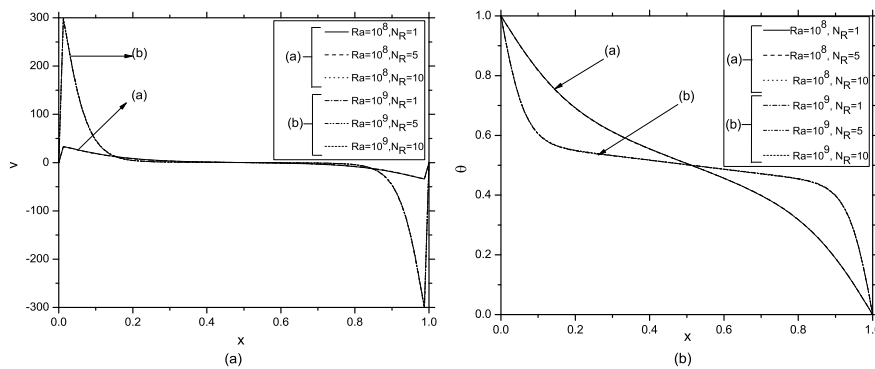 300
200
100
0
-100
-200
-300
v
0.0 0.2 0.4 0.6 0.8 1.0
x
(b)
(a)
(a)
Ra=10^8,N_R=1
Ra=10^8,N_R=5
Ra=10^8,N_R=10
(b)
Ra=10^9,N_R=1
Ra=10^9,N_R=5
Ra=10^9,N_R=10
(a)
1.0
0.8
0.6
0.4
0.2
0.0
θ
0.0 0.2 0.4 0.6 0.8 1.0
x
(a)
(b)
(a)
Ra=10^8, N_R=1
Ra=10^8, N_R=5
Ra=10^8, N_R=10
(b)
Ra=10^9, N_R=1
Ra=10^9, N_R=5
Ra=10^9, N_R=10
(b)